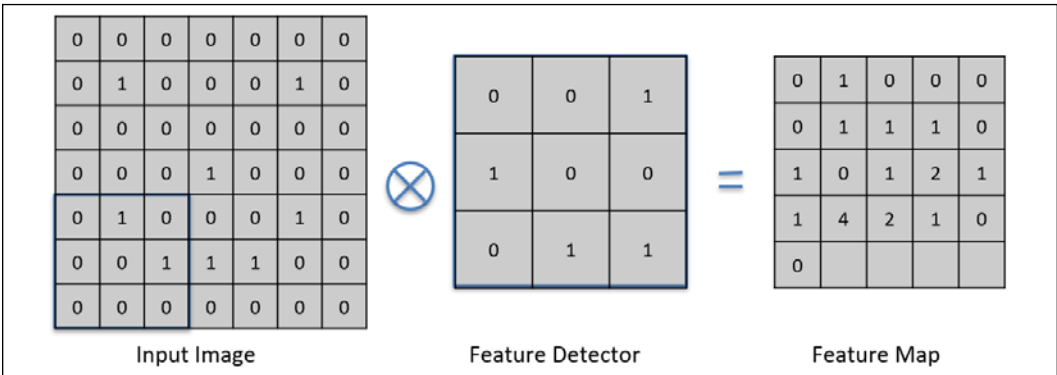 0 0 0 0 0 0 0
0 1 0 0 0 1 0
0 0 0 0 0 0 0
0 0 0 1 0 0 0
0 1 0 0 0 1 0
0 0 1 1 1 0 0
0 0 0 0 0 0 0
Input Image
0 0 1
1 0 0
0 1 1
Feature Detector
=
0 1 0 0 0
0 1 1 1 0
1 0 1 2 1
1 4 2 1 0
0
Feature Map